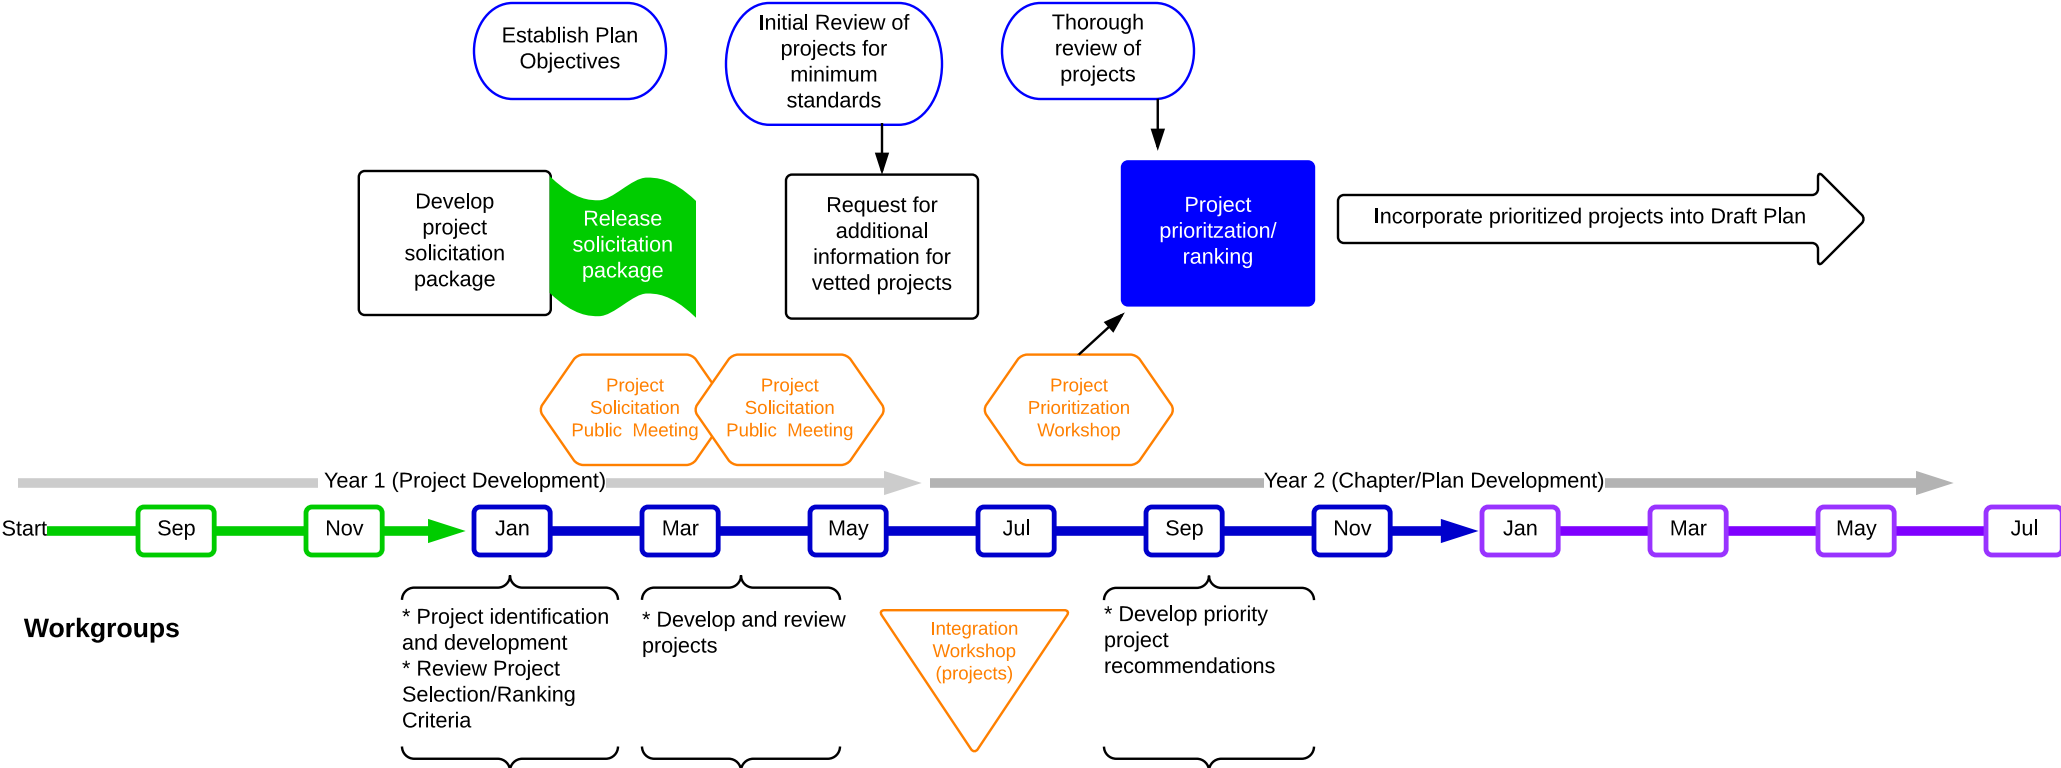 Establish Plan
Objectives
Initial Review of
projects for
minimum
standards
Thorough
review of
projects
Develop
project
solicitation
package
Release
solicitation
package
Request for
additional
information for
vetted projects
Project
prioritzation/
ranking
Incorporate prioritized projects into Draft Plan
Project
Solicitation
Public Meeting
Project
Solicitation
Public Meeting
Project
Prioritization
Workshop
Year 1 (Project Development)
Year 2 (Chapter/Plan Development)
Start
Sep
Nov
Jan
Mar
May
Jul
Sep
Nov
Jan
Mar
May
Jul
Workgroups
* Project identification
and development
* Review Project
Selection/Ranking
Criteria
* Develop and review
projects
Integration
Workshop
(projects)
* Develop priority
project
recommendations